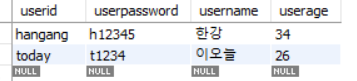 userid userpassword username userage
hangang h12345 한강 34
today t1234 이오늘 26
NULL NULL NULL NULL